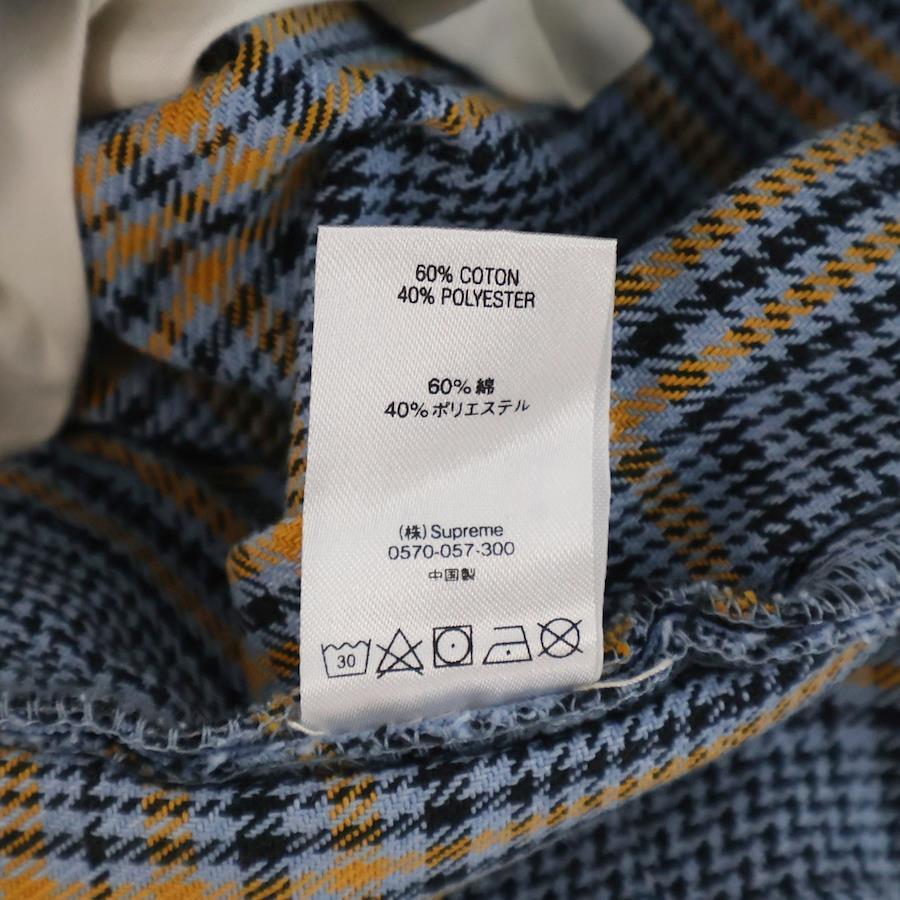 60% COTON
40% POLYESTER
60% 綿
40% ポリエステル
(株) Supreme
0570-057-300
中国製
30